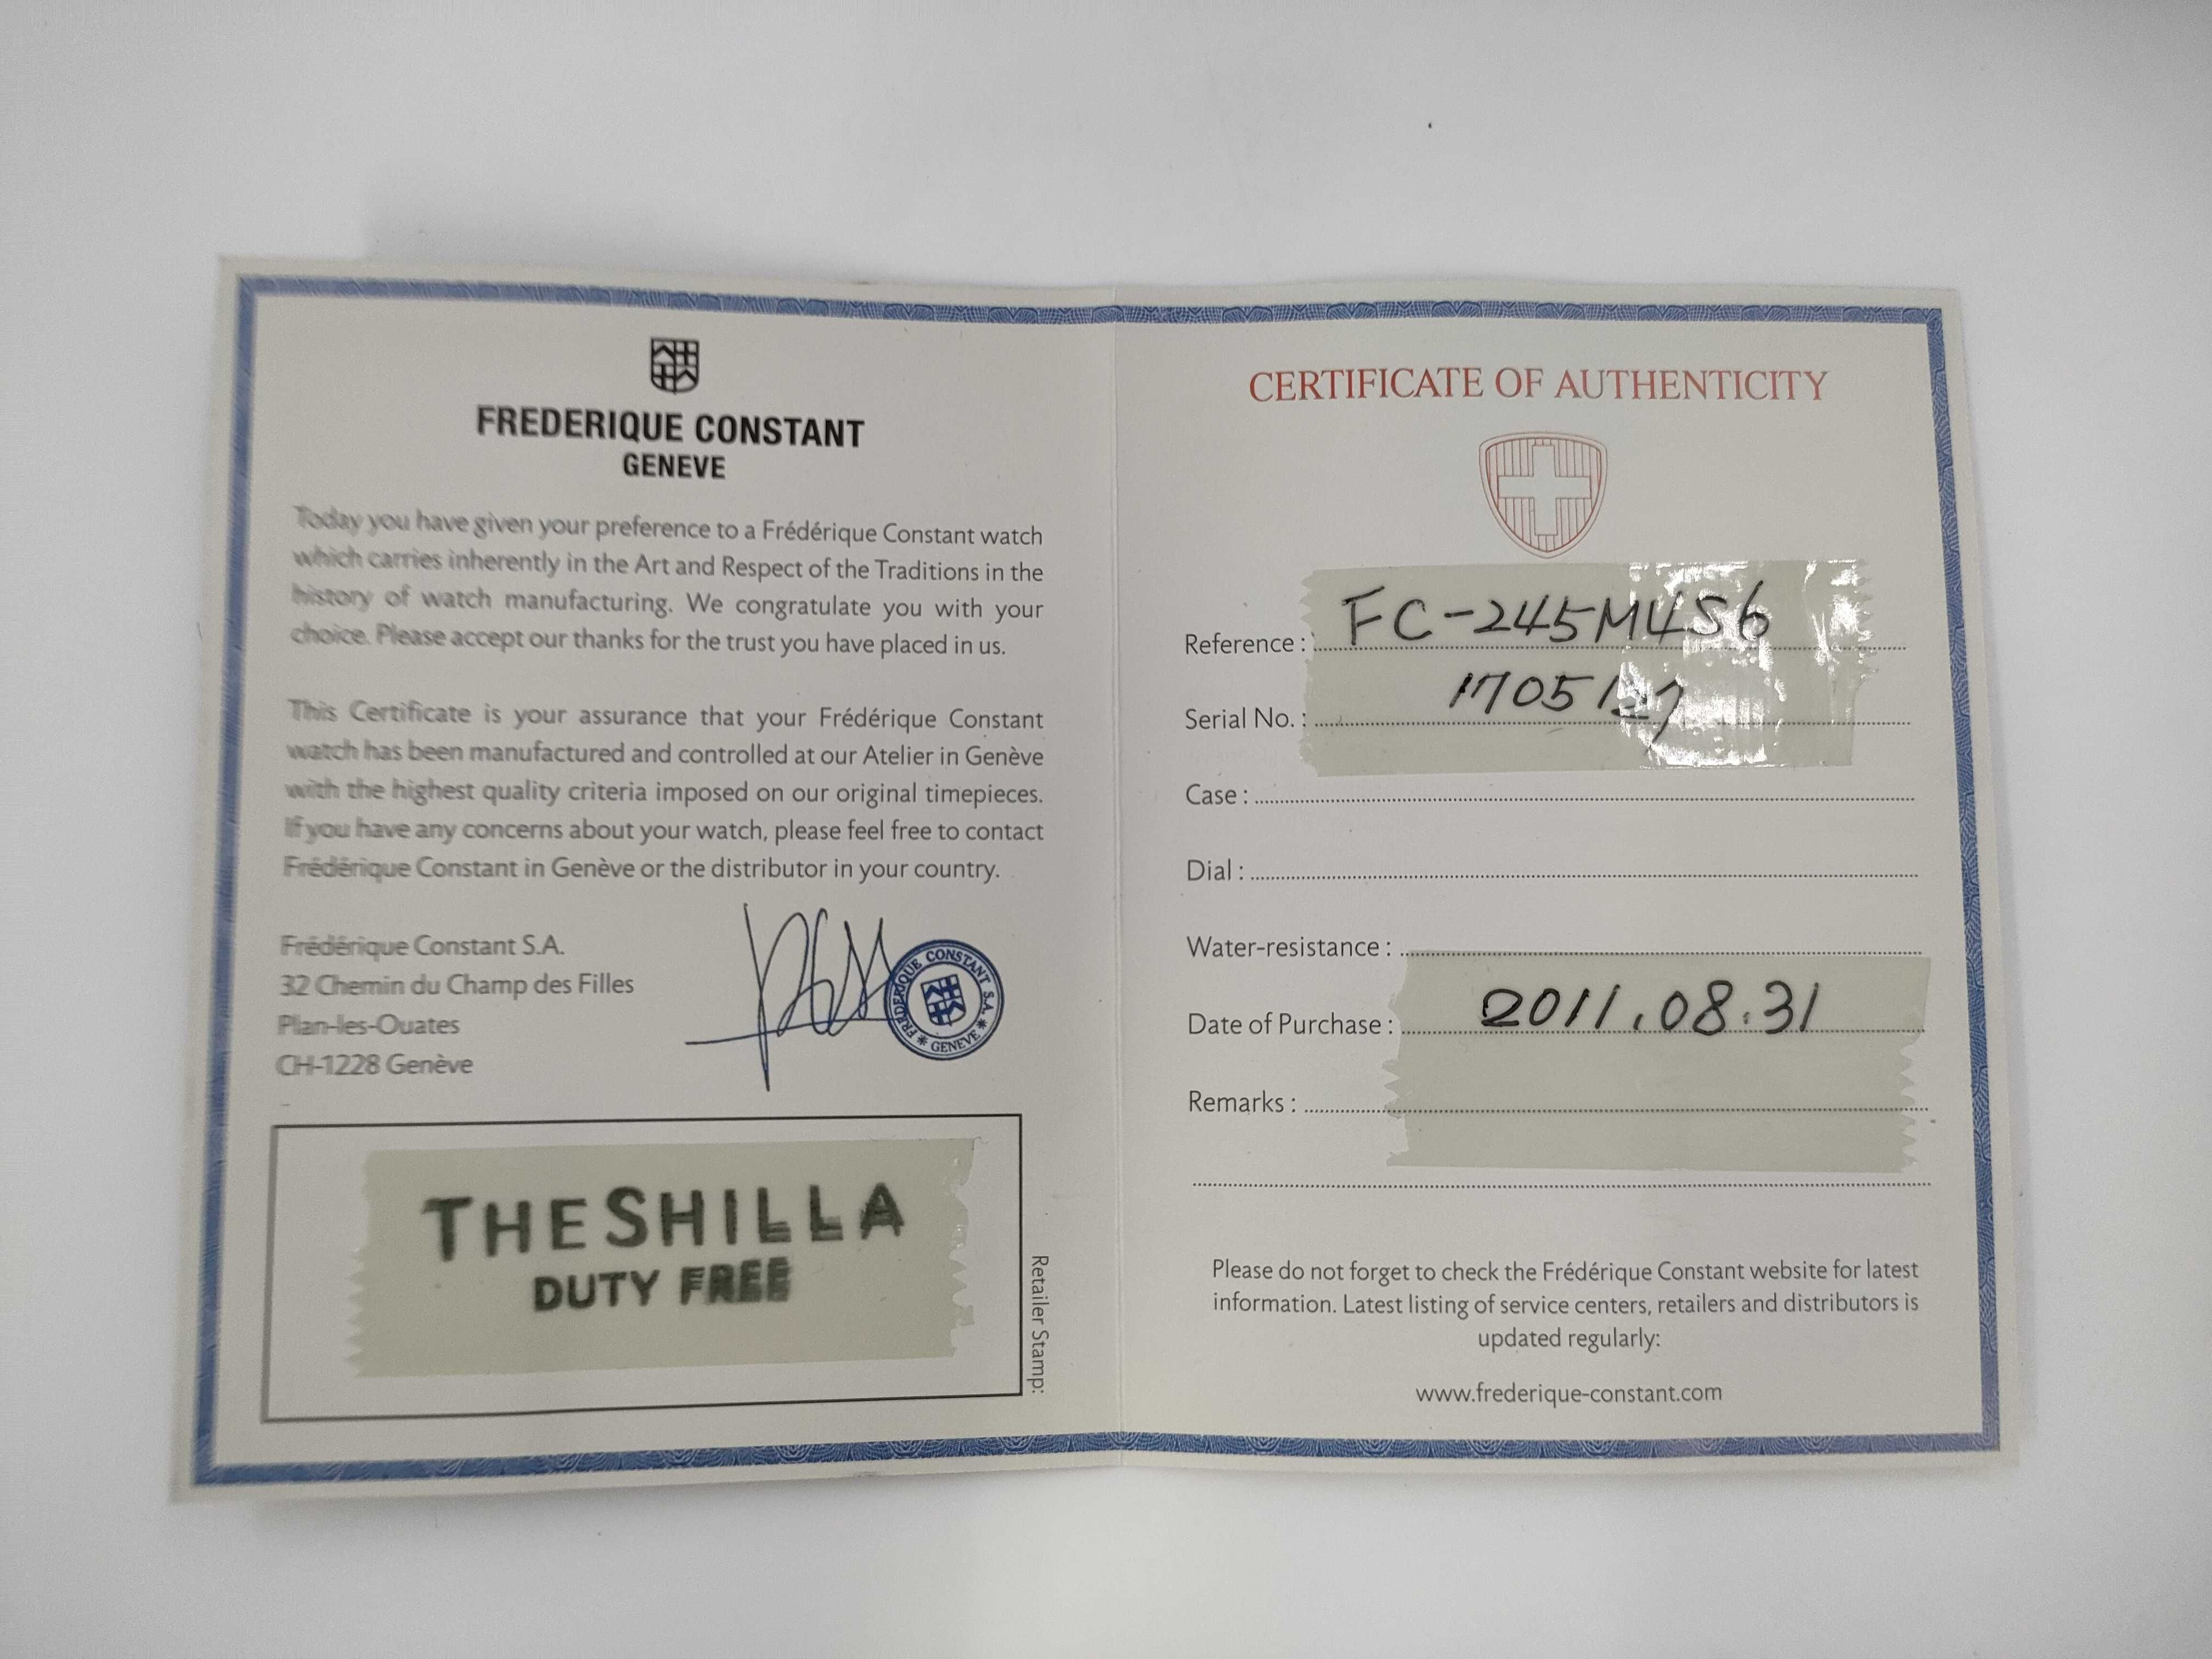 FREDERIQUE CONSTANT
GENEVE
Today you have given your preference to a Frédérique Constant watch
which carries inherently in the Art and Respect of the Traditions in the
history of watch manufacturing. We congratulate you with your
choice. Please accept our thanks for the trust you have placed in us.
This Certificate is your assurance that your Frédérique Constant
watch has been manufactured and controlled at our Atelier in Genève
with the highest quality criteria imposed on our original timepieces.
If you have any concerns about your watch, please feel free to contact
Frédérique Constant in Genève or the distributor in your country.
Frédérique Constant S.A.
32 Chemin du Champ des Filles
Plan-les-Ouates
CH-1228 Genève
FRÉDÉRIQUE CONSTANT S.A. * GENEVE *
THE SHILLA
DUTY FREE
Retailer Stamp:
CERTIFICATE OF AUTHENTICITY
Reference : FC-245M4S6
Serial No. :
Case :
Dial :
Water-resistance :
Date of Purchase : 2011.08.31
Remarks :
Please do not forget to check the Frédérique Constant website for latest
information. Latest listing of service centers, retailers and distributors is
updated regularly:
www.frederique-constant.com